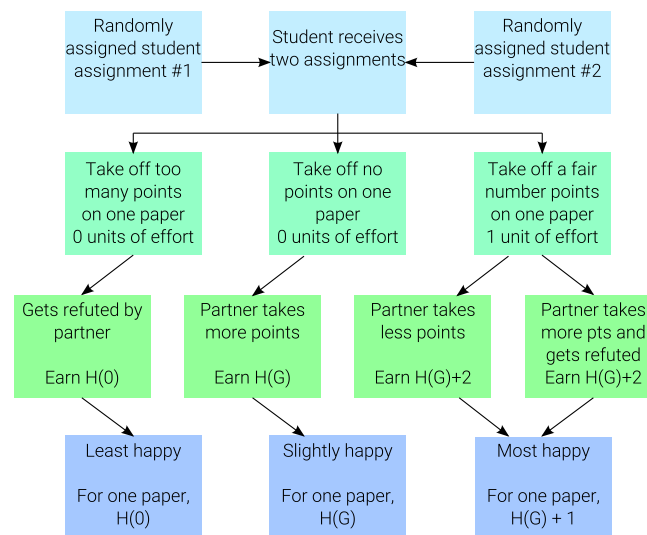 Randomly
assigned student
assignment #1
Student receives
two assignments
Randomly
assigned student
assignment #2
Take off too
many points
on one paper
0 units of effort
Take off no
points on one
paper
0 units of effort
Take off a fair
number points
on one paper
1 unit of effort
Gets refuted by
partner
Earn H(0)
Partner takes
more points
Earn H(G)
Partner takes
less points
Earn H(G)+2
Partner takes
more pts and
gets refuted
Earn H(G)+2
Least happy
For one paper,
H(0)
Slightly happy
For one paper,
H(G)
Most happy
For one paper,
H(G) + 1